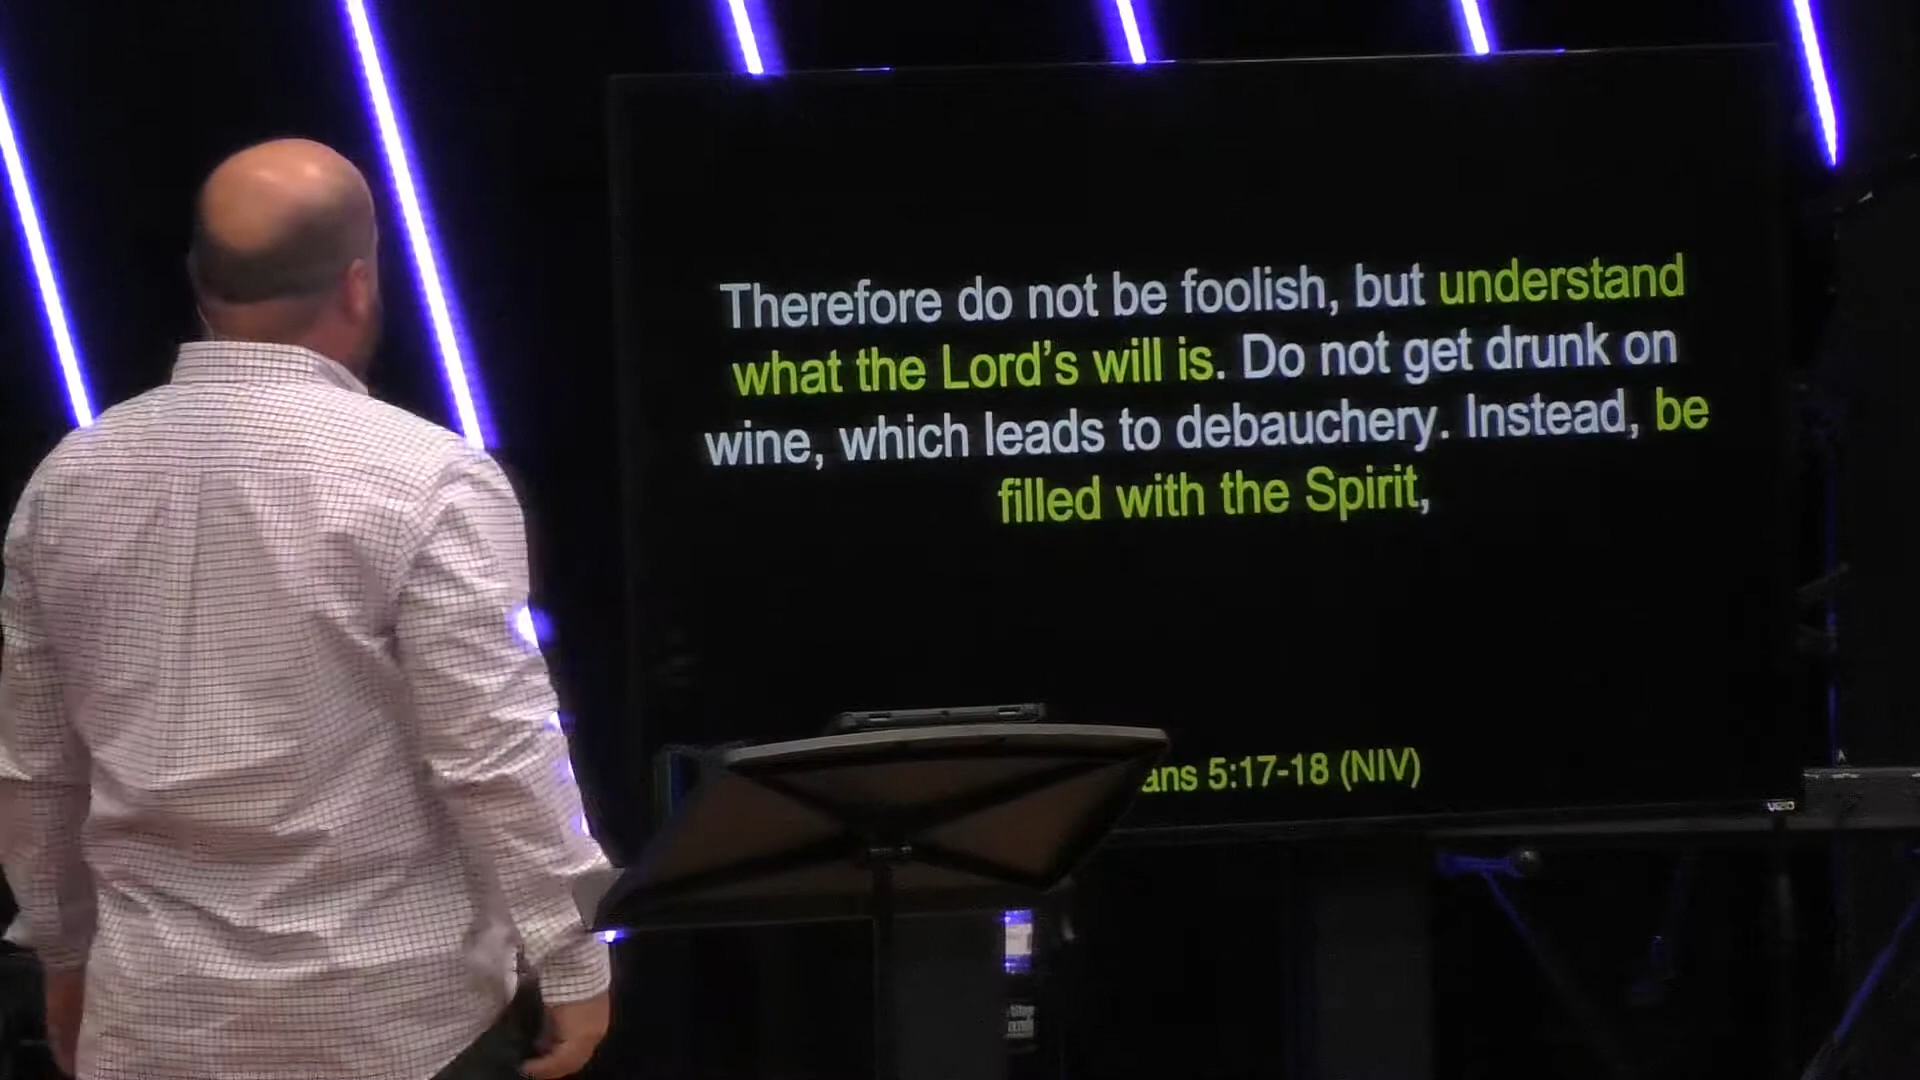 Therefore do not be foolish, but understand
what the Lord’s will is. Do not get drunk on
wine, which leads to debauchery. Instead, be
filled with the Spirit,
ans 5:17-18 (NIV)
VIZIO